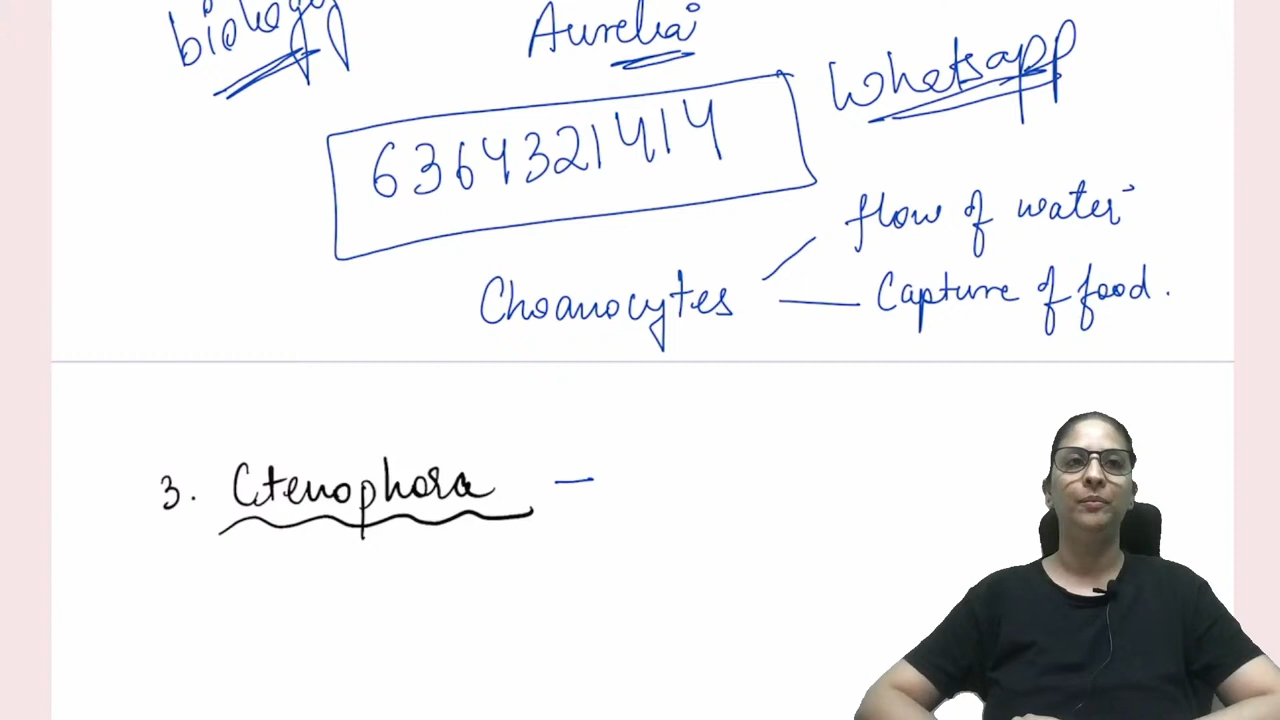 biology
Aurelia
Whatsapp
6364321414
flow of water
Choanocytes
Capture of food.
3. Ctenophora —